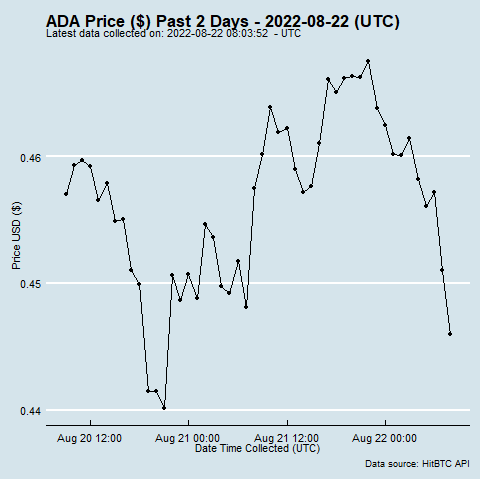 ADA Price ($) Past 2 Days - 2022-08-22 (UTC)
Latest data collected on: 2022-08-22 08:03:52  - UTC
Price USD ($)
0.46
0.45
0.44
Aug 20 12:00 Aug 21 00:00 Aug 21 12:00 Aug 22 00:00
Date Time Collected (UTC)
Data source: HitBTC API